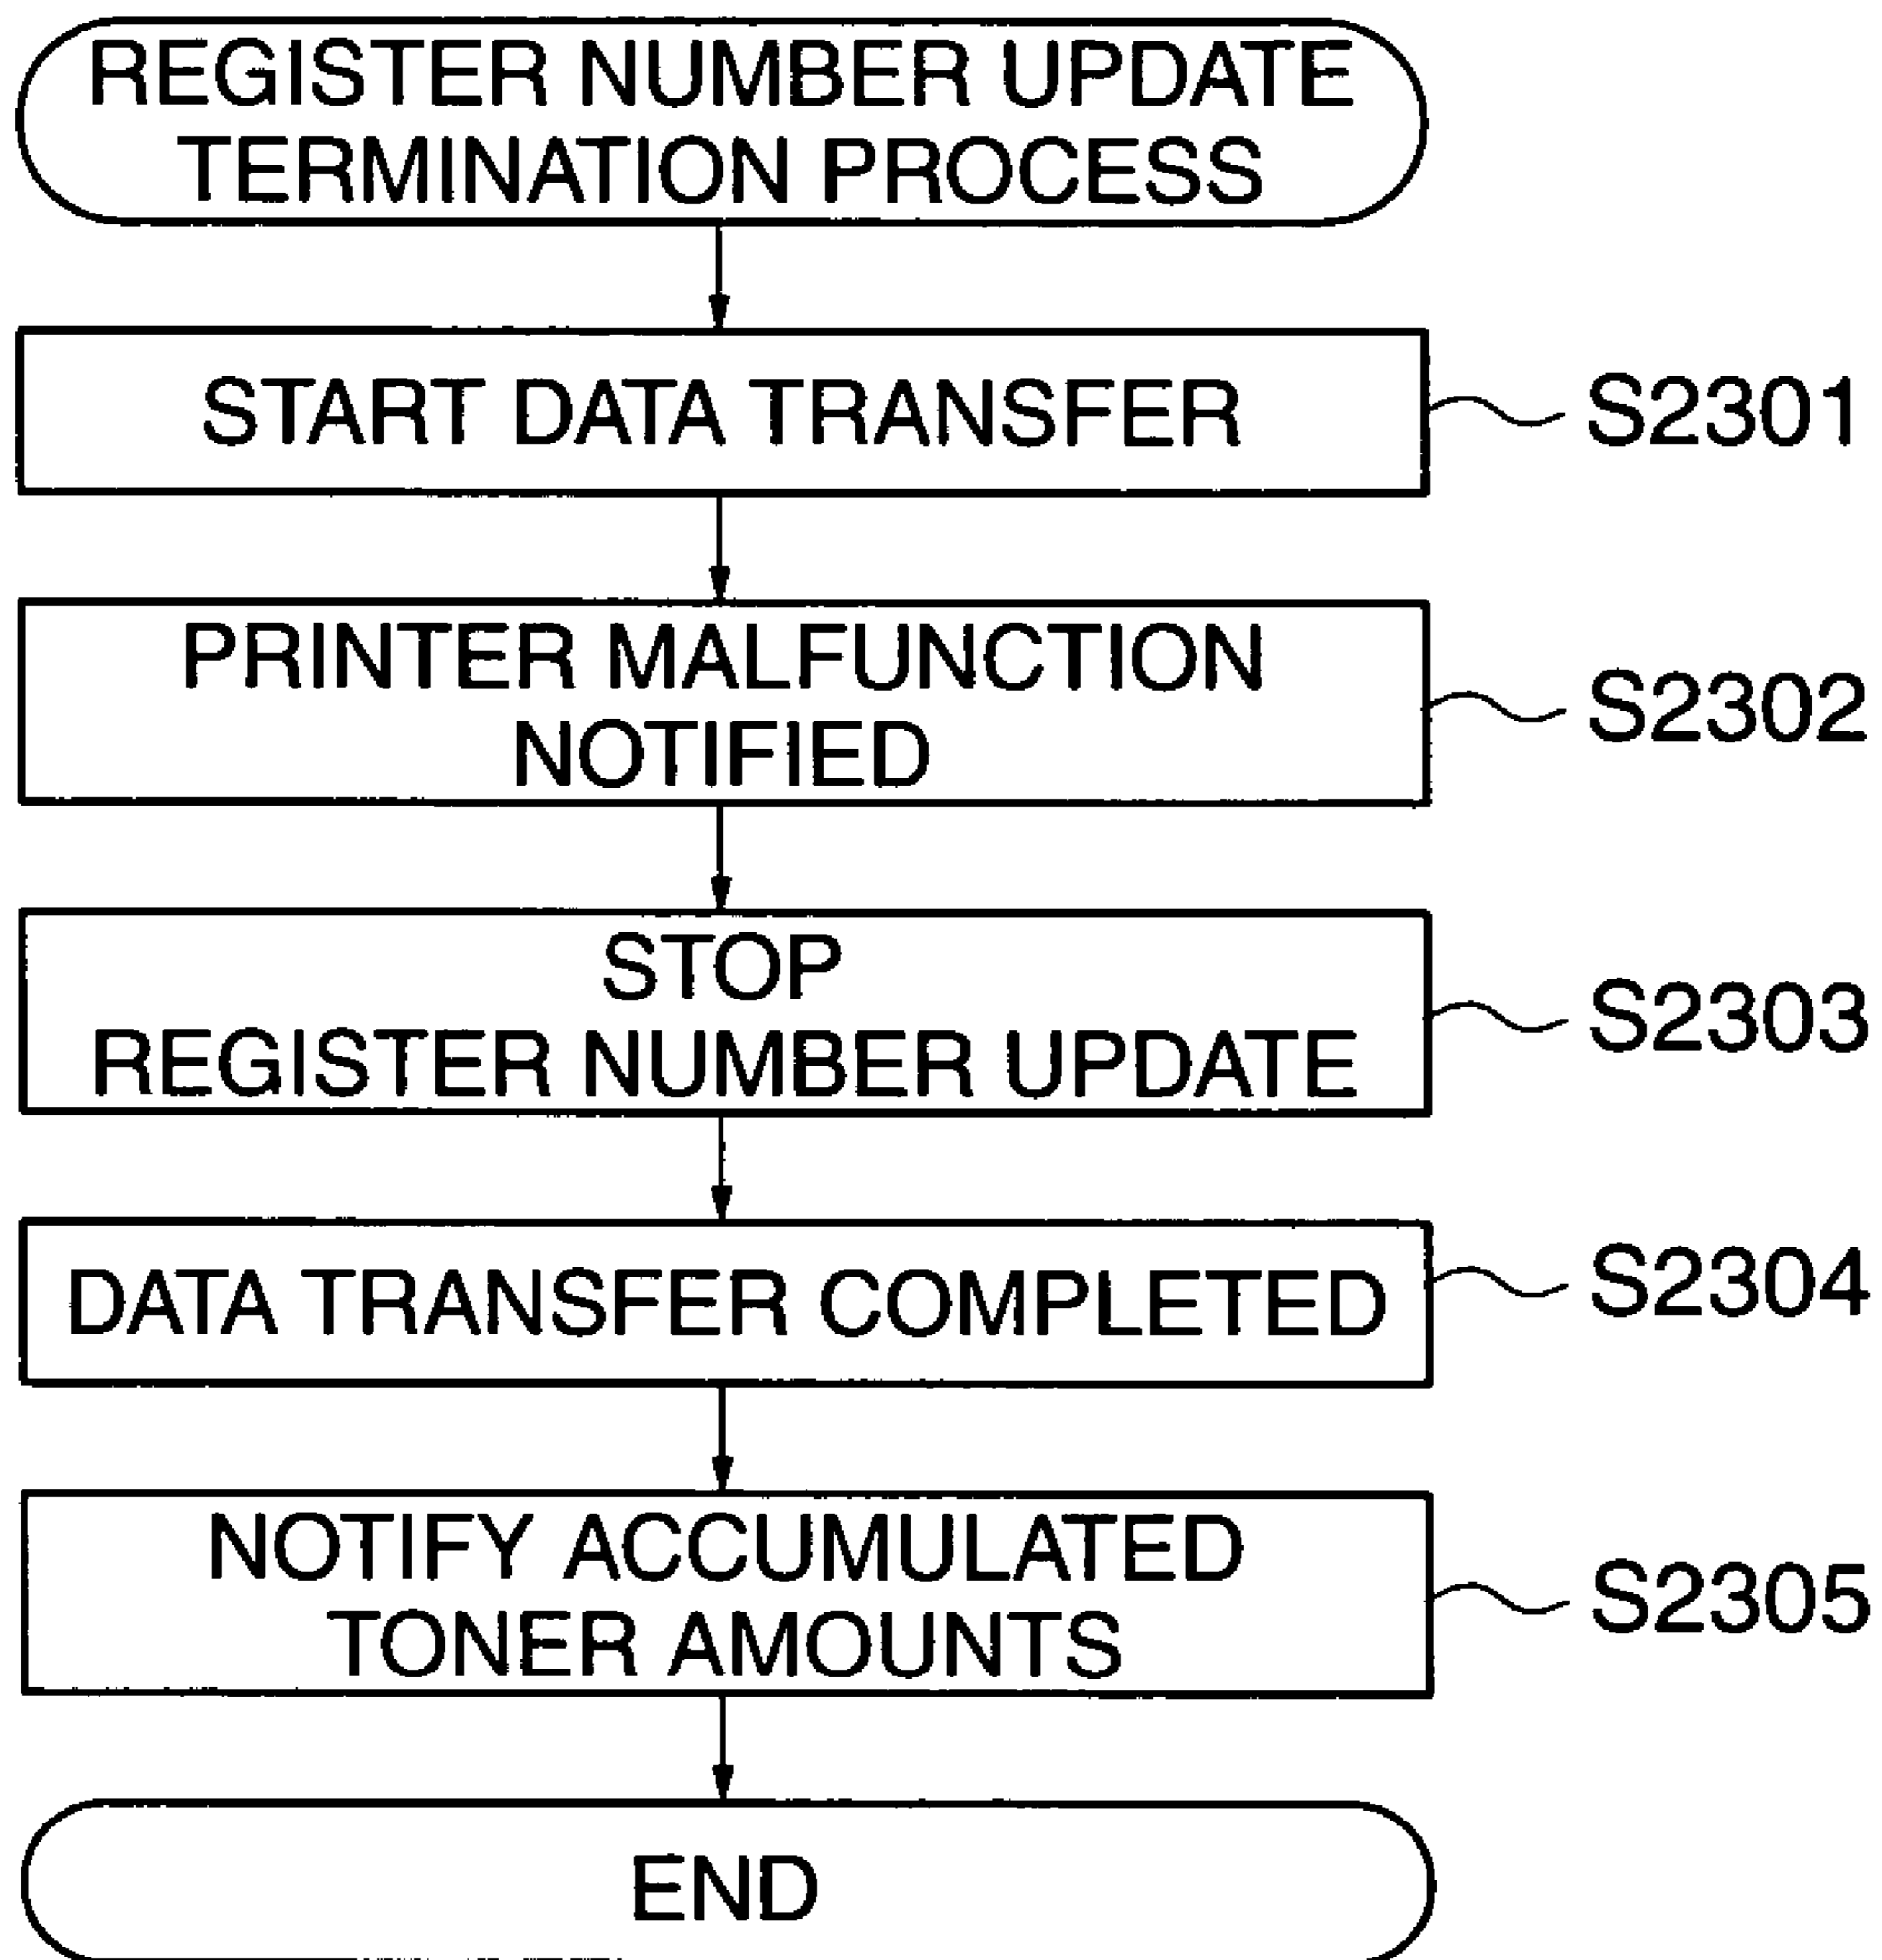 REGISTER NUMBER UPDATE
TERMINATION PROCESS
START DATA TRANSFER
S2301
PRINTER MALFUNCTION
NOTIFIED
S2302
STOP
REGISTER NUMBER UPDATE
S2303
DATA TRANSFER COMPLETED
S2304
NOTIFY ACCUMULATED
TONER AMOUNTS
S2305
END